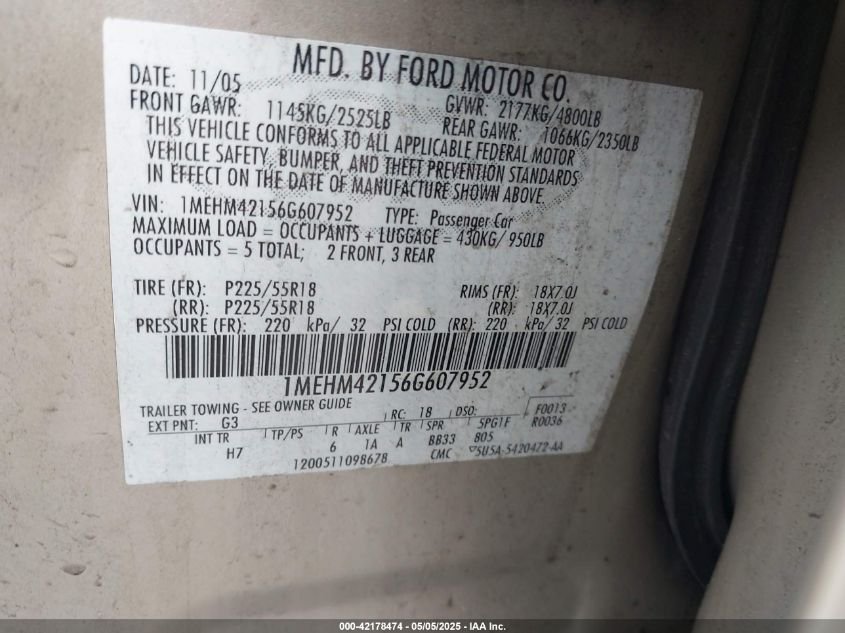 MFD. BY FORD MOTOR CO.
DATE: 11/05 GVWR: 2177KG/4800LB
FRONT GAWR: 1145KG/2525LB REAR GAWR: 1066KG/2350LB
THIS VEHICLE CONFORMS TO ALL APPLICABLE FEDERAL MOTOR
VEHICLE SAFETY, BUMPER, AND THEFT PREVENTION STANDARDS
IN EFFECT ON THE DATE OF MANUFACTURE SHOWN ABOVE.
VIN: 1MEHM42156G607952 TYPE: Passenger Car
MAXIMUM LOAD = OCCUPANTS + LUGGAGE = 430KG/ 950LB
OCCUPANTS = 5 TOTAL; 2 FRONT, 3 REAR
TIRE (FR): P225/55R18 RIMS (FR): 18X7.0J
(RR): P225/55R18 (RR): 18X7.0J
PRESSURE (FR): 220 kPa/ 32 PSI COLD (RR): 220 kPa/ 32 PSI COLD
1MEHM42156G607952
TRAILER TOWING - SEE OWNER GUIDE F0013
EXT PNT: G3 RC: 18 DSO: R0036
INT TR TP/PS R AXLE TR SPR 5PG1F
H7 6 1A A BB33 805
1200511098678 CMC 5U5A-5420472-AA
000-42178474 - 05/05/2025 - IAA Inc.